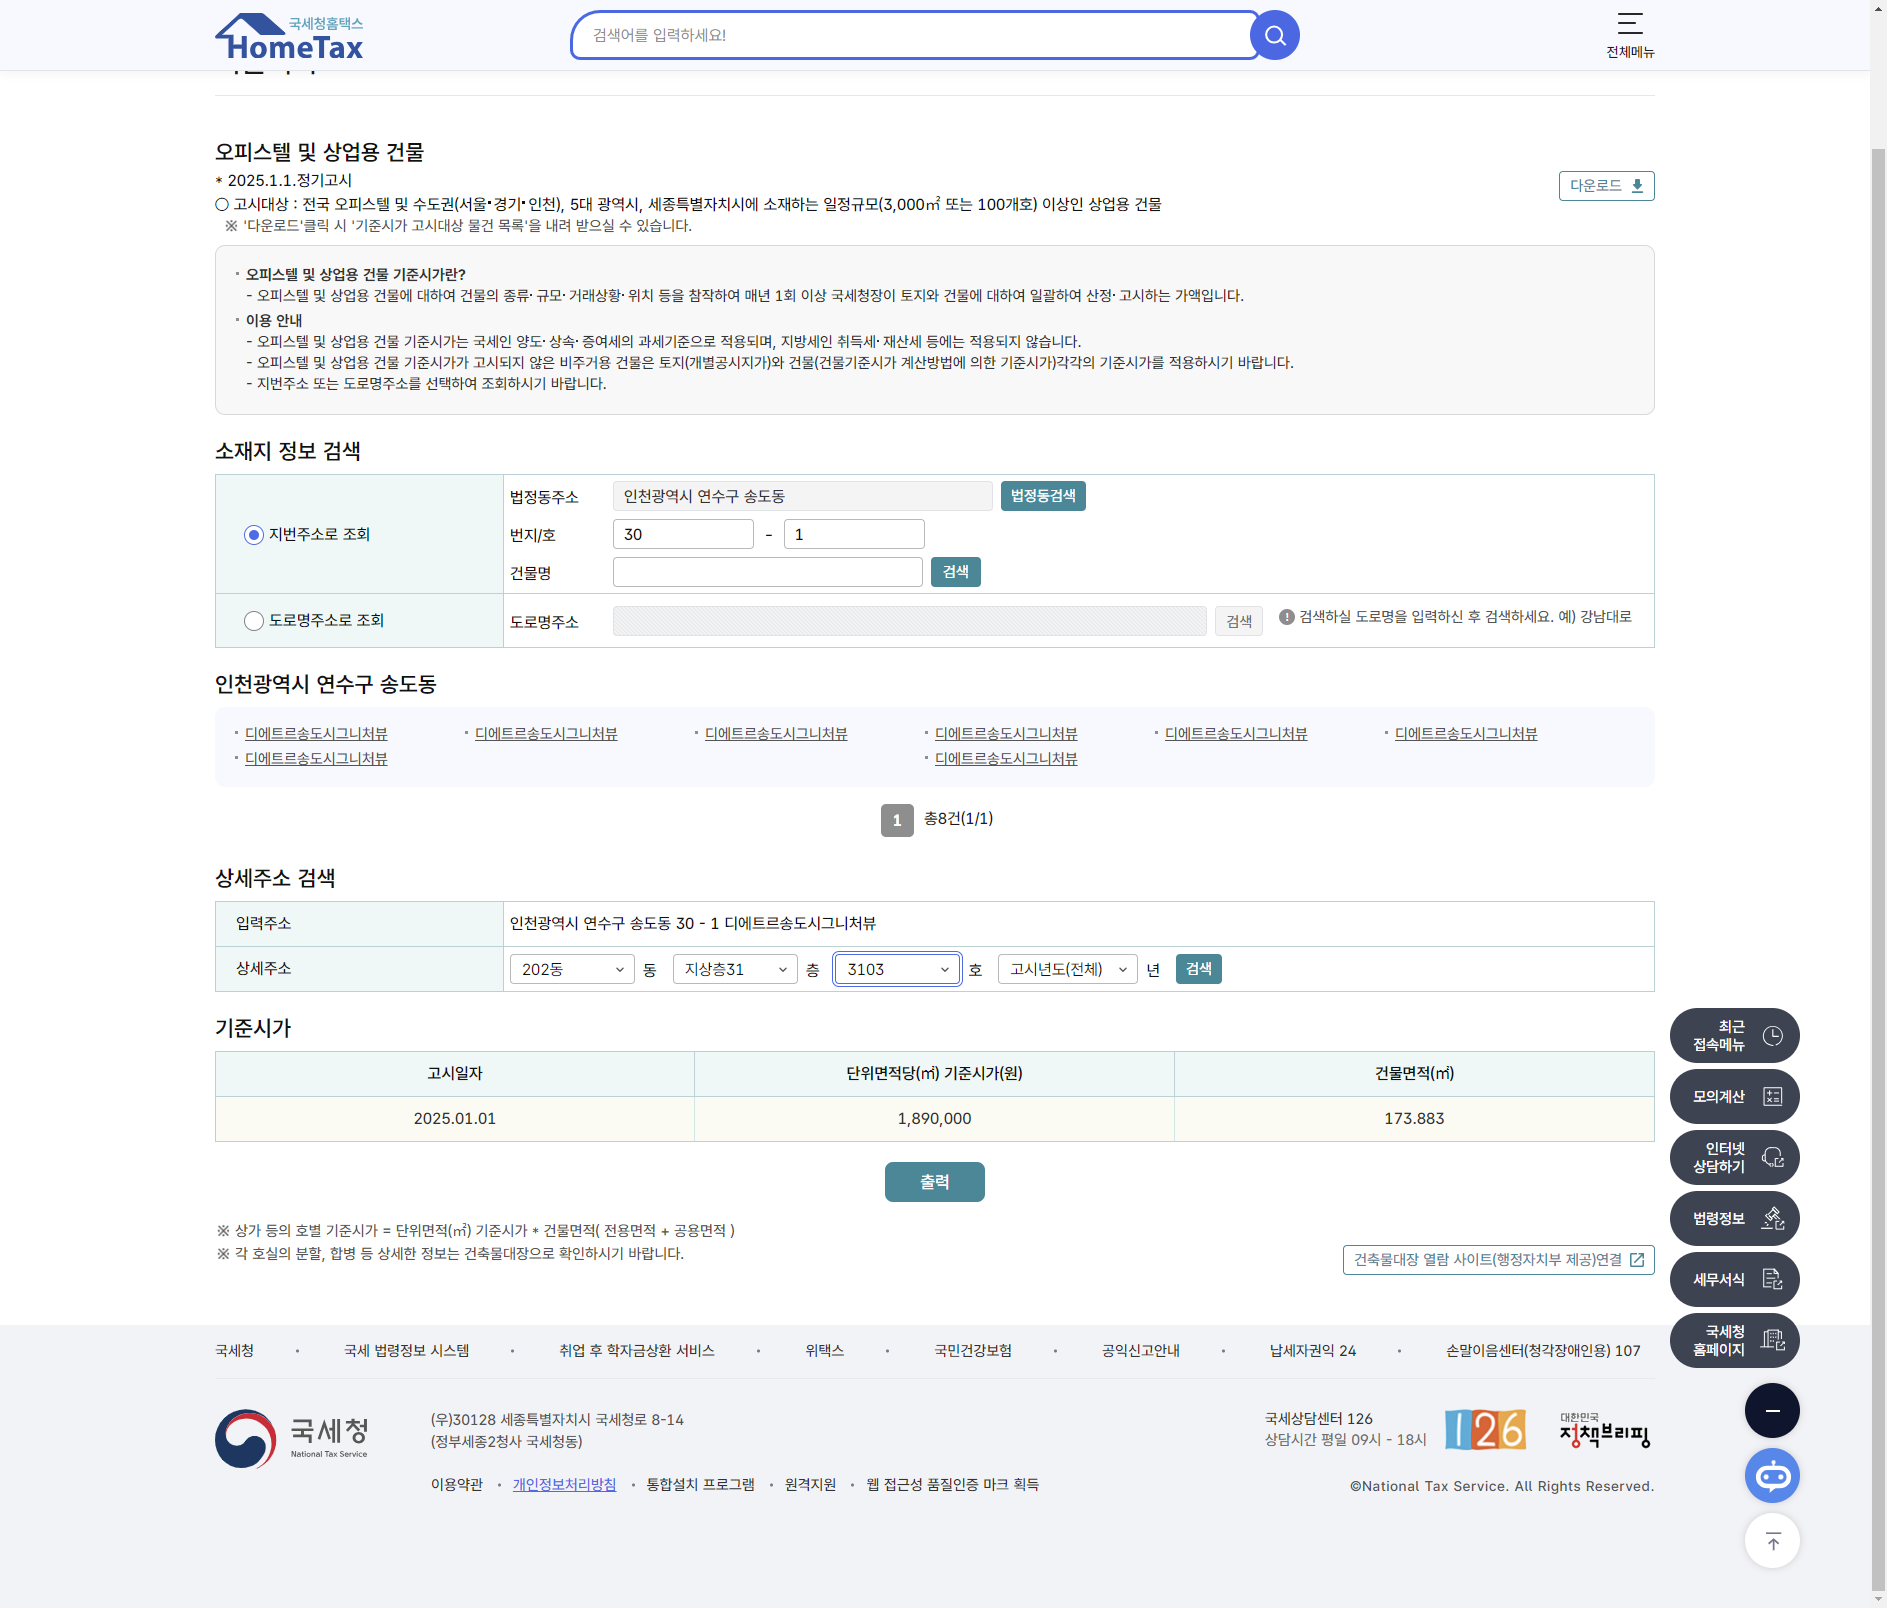 국세청홈택스
HomeTax
검색어를 입력하세요!
전체메뉴
오피스텔 및 상업용 건물
* 2025.1.1.정기고시
다운로드
○ 고시대상 : 전국 오피스텔 및 수도권(서울·경기·인천), 5대 광역시, 세종특별자치시에 소재하는 일정규모(3,000㎡ 또는 100개호) 이상인 상업용 건물
※ '다운로드'클릭 시 '기준시가 고시대상 물건 목록'을 내려 받으실 수 있습니다.
· 오피스텔 및 상업용 건물 기준시가란?
- 오피스텔 및 상업용 건물에 대하여 건물의 종류· 규모· 거래상황· 위치 등을 참작하여 매년 1회 이상 국세청장이 토지와 건물에 대하여 일괄하여 산정· 고시하는 가액입니다.
· 이용 안내
- 오피스텔 및 상업용 건물 기준시가는 국세인 양도· 상속· 증여세의 과세기준으로 적용되며, 지방세인 취득세· 재산세 등에는 적용되지 않습니다.
- 오피스텔 및 상업용 건물 기준시가가 고시되지 않은 비주거용 건물은 토지(개별공시지가)와 건물(건물기준시가 계산방법에 의한 기준시가)각각의 기준시가를 적용하시기 바랍니다.
- 지번주소 또는 도로명주소를 선택하여 조회하시기 바랍니다.
소재지 정보 검색
지번주소로 조회
법정동주소 인천광역시 연수구 송도동 법정동검색
번지/호 30 - 1
건물명 검색
도로명주소로 조회 도로명주소 검색 검색하실 도로명을 입력하신 후 검색하세요. 예) 강남대로
인천광역시 연수구 송도동
· 디에트르송도시그니처뷰 · 디에트르송도시그니처뷰 · 디에트르송도시그니처뷰 · 디에트르송도시그니처뷰 · 디에트르송도시그니처뷰 · 디에트르송도시그니처뷰
· 디에트르송도시그니처뷰 · 디에트르송도시그니처뷰
1 총8건(1/1)
상세주소 검색
입력주소 인천광역시 연수구 송도동 30 - 1 디에트르송도시그니처뷰
상세주소 202동 동 지상층31 층 3103 호 고시년도(전체) 년 검색
기준시가
고시일자 단위면적당(㎡) 기준시가(원) 건물면적(㎡)
2025.01.01 1,890,000 173.883
출력
※ 상가 등의 호별 기준시가 = 단위면적(㎡) 기준시가 * 건물면적( 전용면적 + 공용면적 )
※ 각 호실의 분할, 합병 등 상세한 정보는 건축물대장으로 확인하시기 바랍니다.
건축물대장 열람 사이트(행정자치부 제공)연결
최근
접속메뉴
모의계산
인터넷
상담하기
법령정보
세무서식
국세청
홈페이지
국세청 · 국세 법령정보 시스템 · 취업 후 학자금상환 서비스 · 위택스 · 국민건강보험 · 공익신고안내 · 납세자권익 24 · 손말이음센터(청각장애인용) 107
국세청
National Tax Service
(우)30128 세종특별자치시 국세청로 8-14
(정부세종2청사 국세청동)
국세상담센터 126
상담시간 평일 09시 - 18시
126
대한민국
정책브리핑
이용약관 · 개인정보처리방침 · 통합설치 프로그램 · 원격지원 · 웹 접근성 품질인증 마크 획득
©National Tax Service. All Rights Reserved.